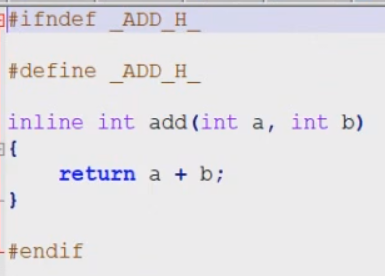 #ifndef _ADD_H_
#define _ADD_H_
inline int add(int a, int b)
{
    return a + b;
}
#endif